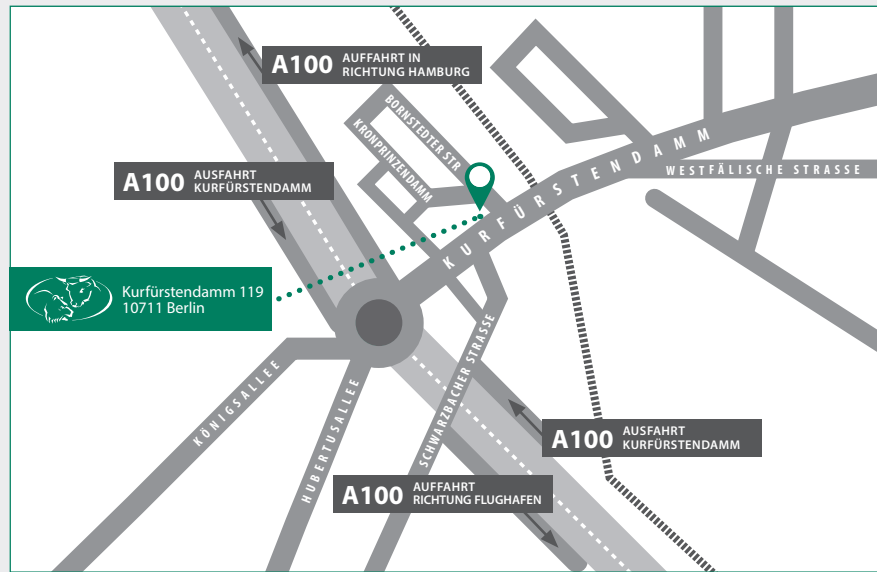 A100 AUFFAHRT IN
RICHTUNG HAMBURG
BORNSTEDTER STR
KRONPRINZENDAMM
KURFÜRSTENDAMM
WESTFÄLISCHE STRASSE
A100 AUSFAHRT
KURFÜRSTENDAMM
Kurfürstendamm 119
10711 Berlin
KÖNIGSALLEE
HUBERTUSALLEE
SCHWARZBACHER STRASSE
A100 AUSFAHRT
KURFÜRSTENDAMM
A100 AUFFAHRT
RICHTUNG FLUGHAFEN